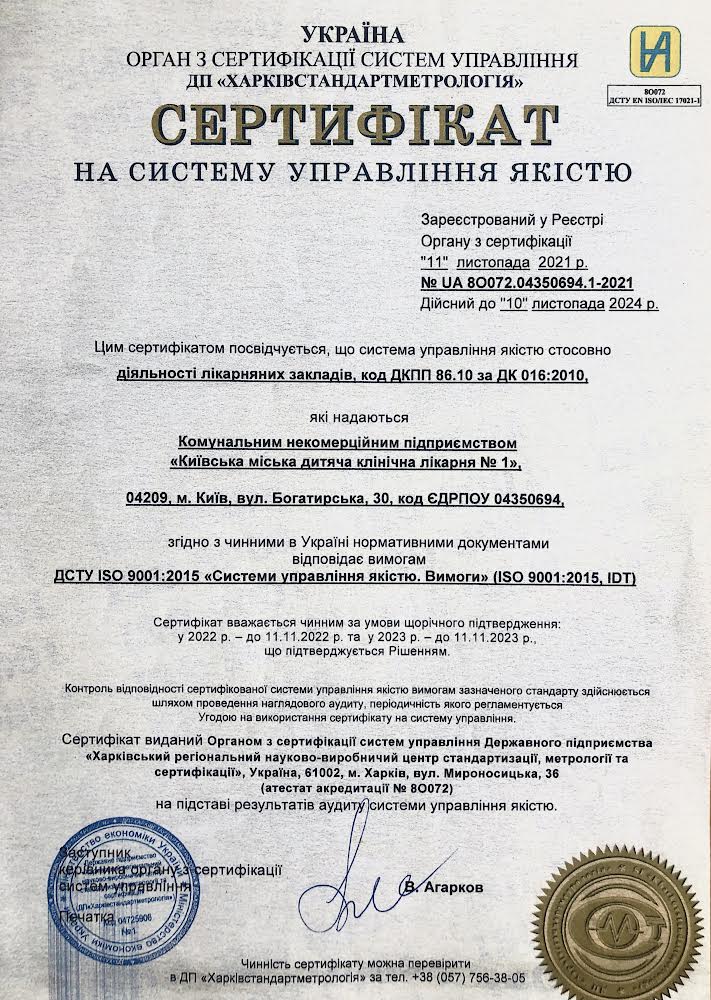 УКРАЇНА
ОРГАН З СЕРТИФІКАЦІЇ СИСТЕМ УПРАВЛІННЯ
ДП «ХАРКІВСТАНДАРТМЕТРОЛОГІЯ»
8О072
ДСТУ EN ISO/IEC 17021-1
СЕРТИФІКАТ
НА СИСТЕМУ УПРАВЛІННЯ ЯКІСТЮ
Зареєстрований у Реєстрі
Органу з сертифікації
"11" листопада 2021 р.
№ UA 8О072.04350694.1-2021
Дійсний до "10" листопада 2024 р.
Цим сертифікатом посвідчується, що система управління якістю стосовно
діяльності лікарняних закладів, код ДКПП 86.10 за ДК 016:2010,
які надаються
Комунальним некомерційним підприємством
«Київська міська дитяча клінічна лікарня № 1»,
04209, м. Київ, вул. Богатирська, 30, код ЄДРПОУ 04350694,
згідно з чинними в Україні нормативними документами
відповідає вимогам
ДСТУ ISO 9001:2015 «Системи управління якістю. Вимоги» (ISO 9001:2015, IDT)
Сертифікат вважається чинним за умови щорічного підтвердження:
у 2022 р. – до 11.11.2022 р. та у 2023 р. – до 11.11.2023 р.,
що підтверджується Рішенням.
Контроль відповідності сертифікованої системи управління якістю вимогам зазначеного стандарту здійснюється
шляхом проведення наглядового аудиту, періодичність якого регламентується
Угодою на використання сертифікату на систему управління.
Сертифікат виданий Органом з сертифікації систем управління Державного підприємства
«Харківський регіональний науково-виробничий центр стандартизації, метрології та
сертифікації», Україна, 61002, м. Харків, вул. Мироносицька, 36
(атестат акредитації № 8О072)
на підставі результатів аудиту системи управління якістю.
Заступник
керівника органу з сертифікації
систем управління
В. Агарков
Печатка
Міністерство економіки України
«Харківстандартметрологія»
код 04725906
№1
Чинність сертифікату можна перевірити
в ДП «Харківстандартметрологія» за тел. +38 (057) 756-38-05